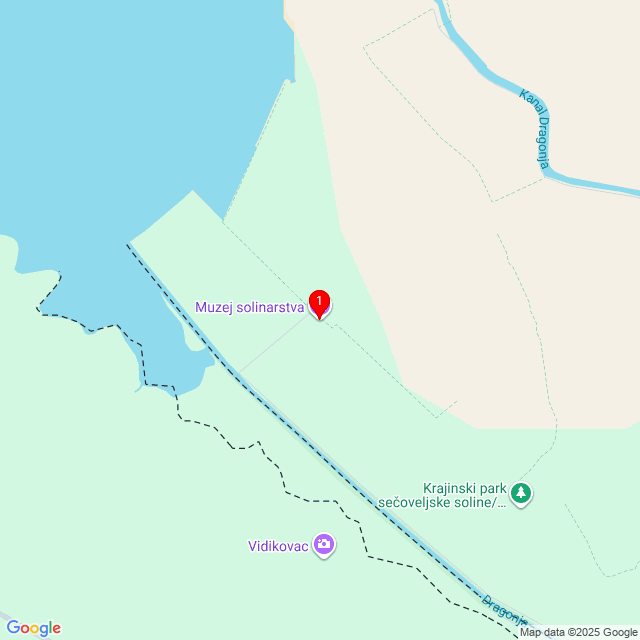 Kanal Dragonja
1
Muzej solinarstva
Krajinski park
sečoveljske soline/...
Vidikovac
Dragonja
Google
Map data ©2025 Google